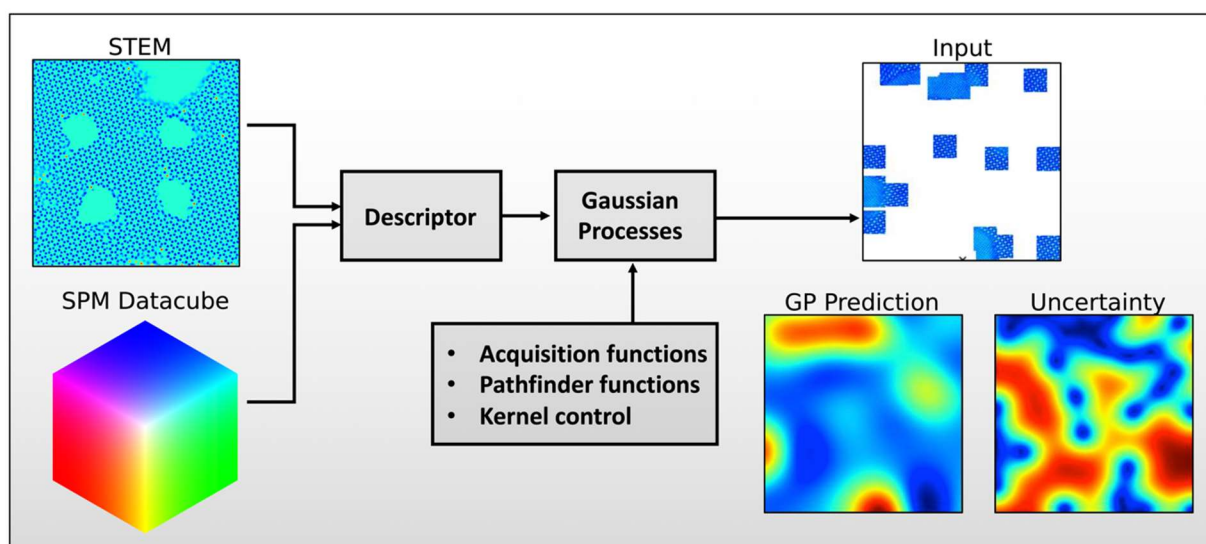 STEM
Input
Descriptor
Gaussian
Processes
SPM Datacube
• Acquisition functions
• Pathfinder functions
• Kernel control
GP Prediction
Uncertainty